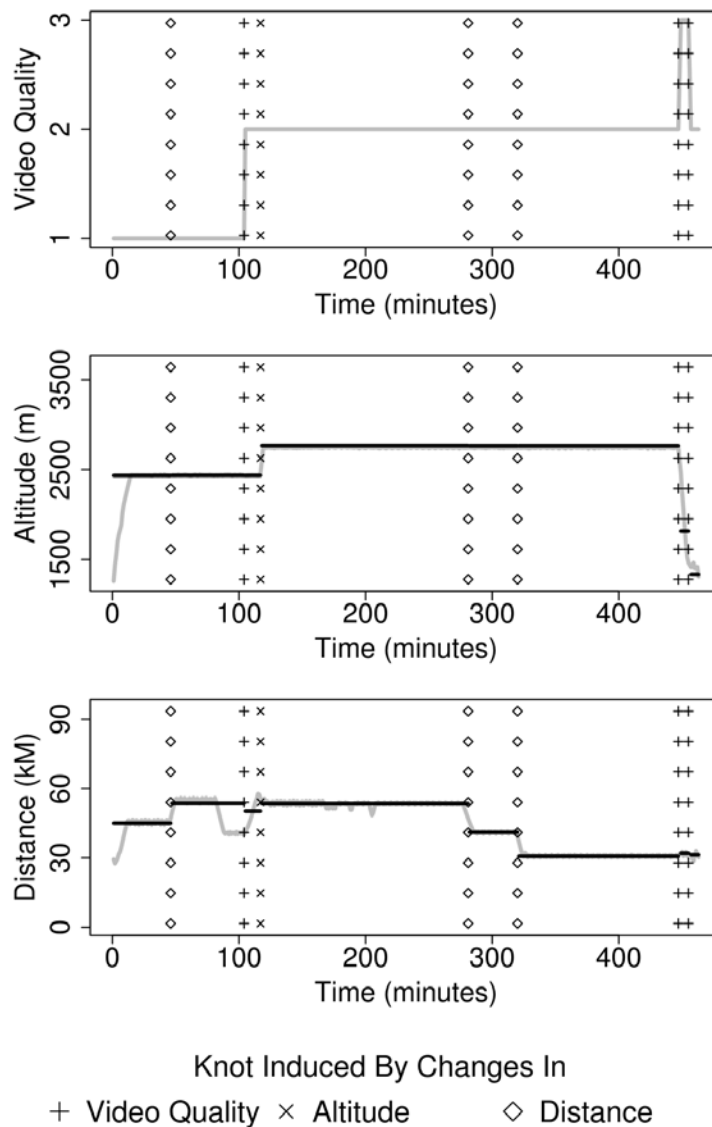 Video Quality
3
2
1
0 100 200 300 400
Time (minutes)
Altitude (m)
3500
2500
1500
0 100 200 300 400
Time (minutes)
Distance (kM)
90
60
30
0
0 100 200 300 400
Time (minutes)
Knot Induced By Changes In
+ Video Quality × Altitude ◇ Distance